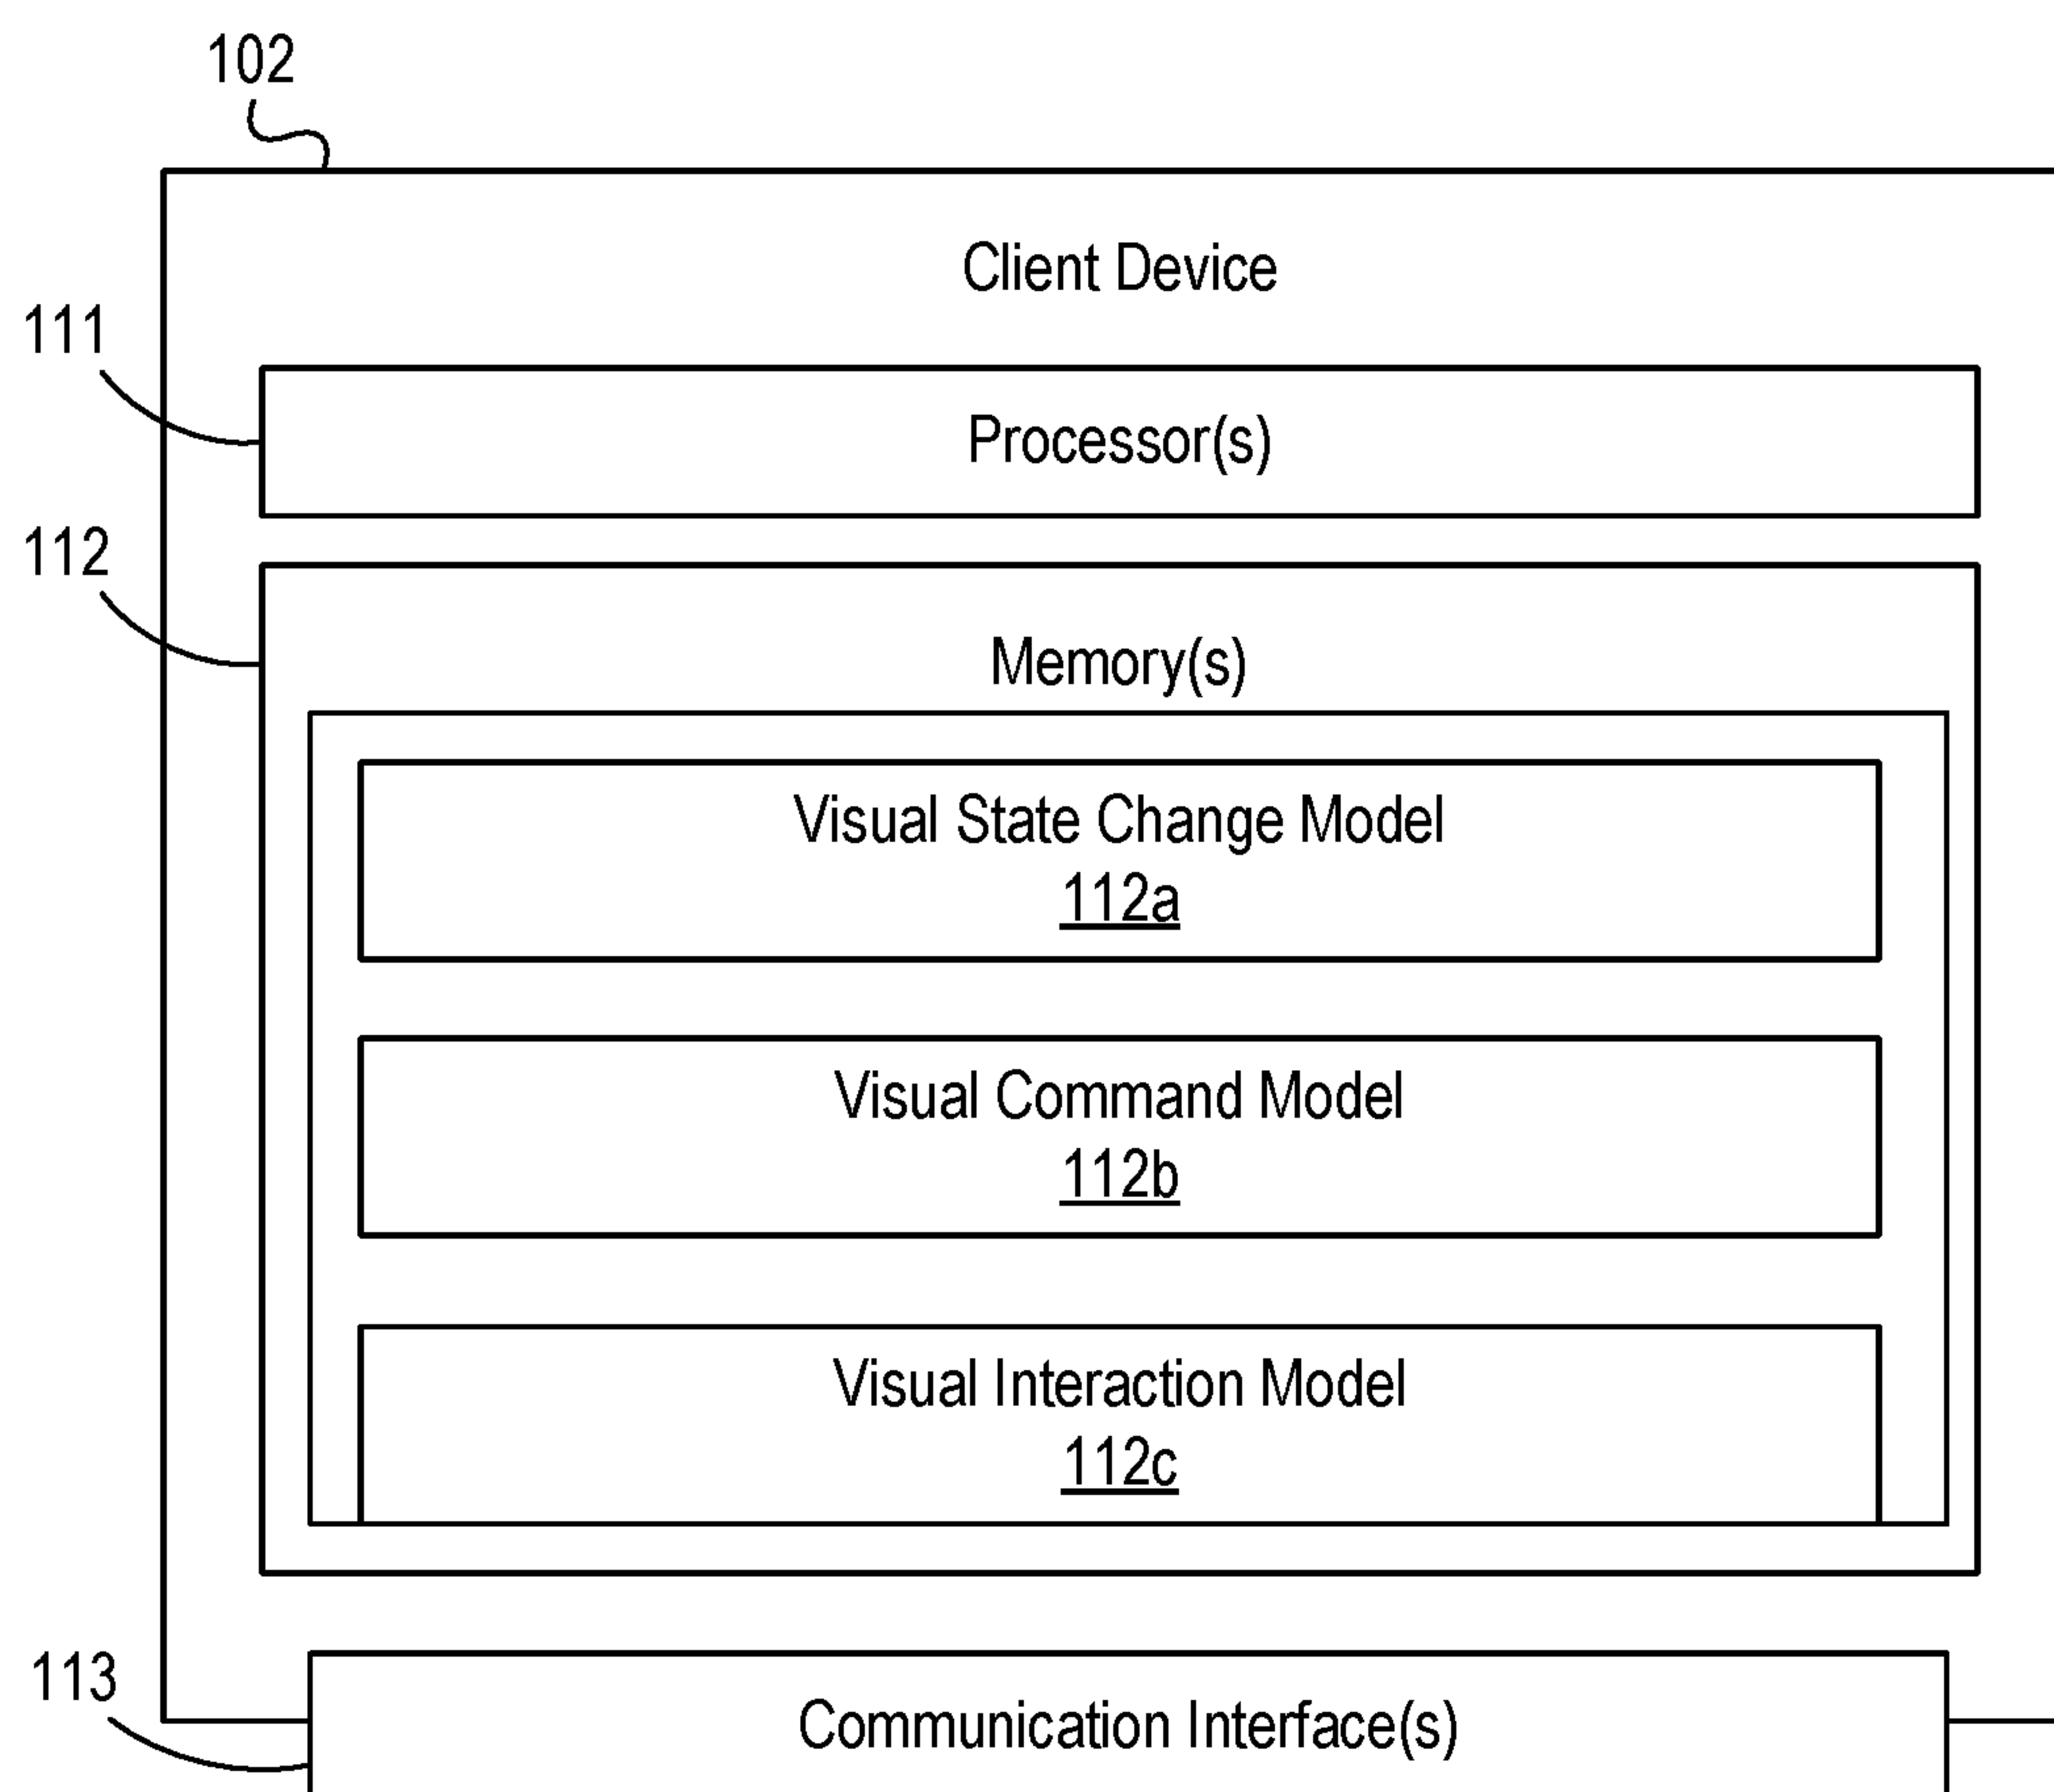 102
Client Device
111
Processor(s)
112
Memory(s)
Visual State Change Model
112a
Visual Command Model
112b
Visual Interaction Model
112c
113
Communication Interface(s)